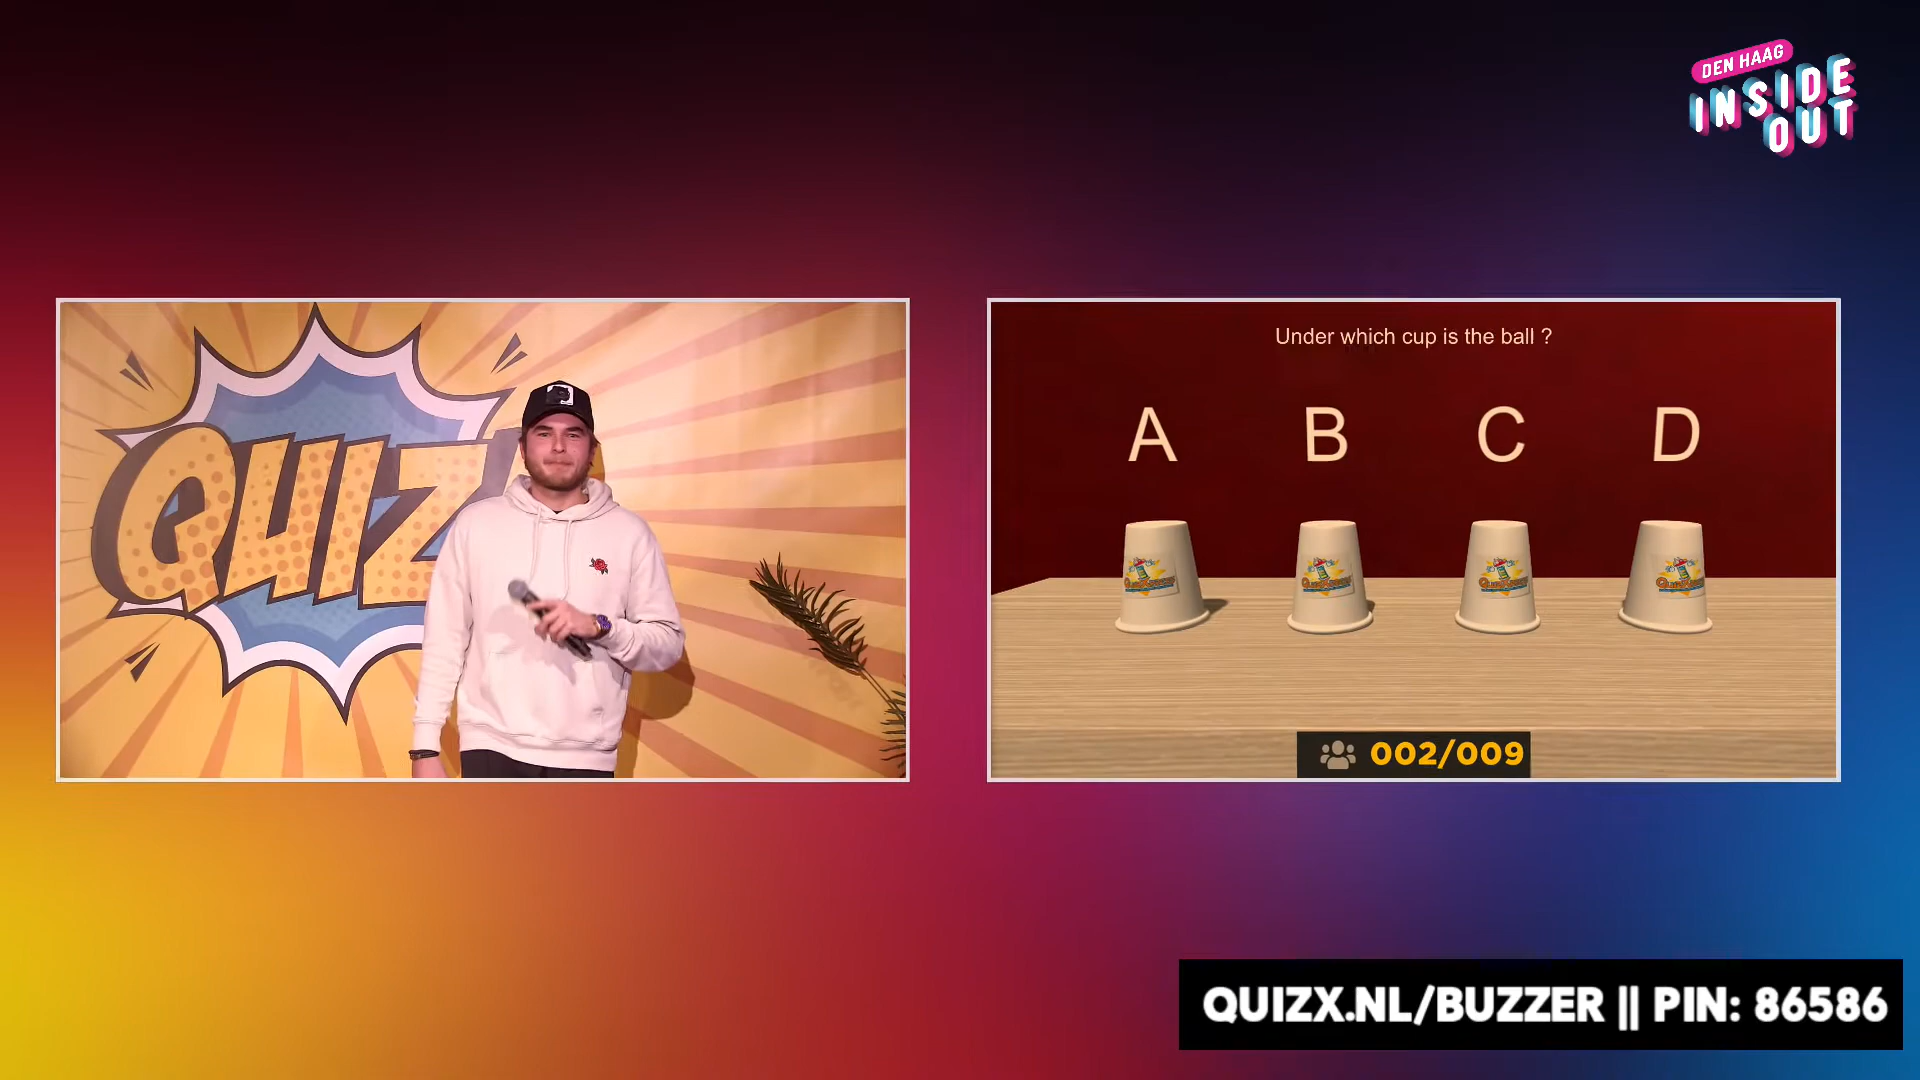 DEN HAAG
INSIDE
OUT
QUIZ
Under which cup is the ball ?
A B C D
002/009
QUIZX.NL/BUZZER || PIN: 86586